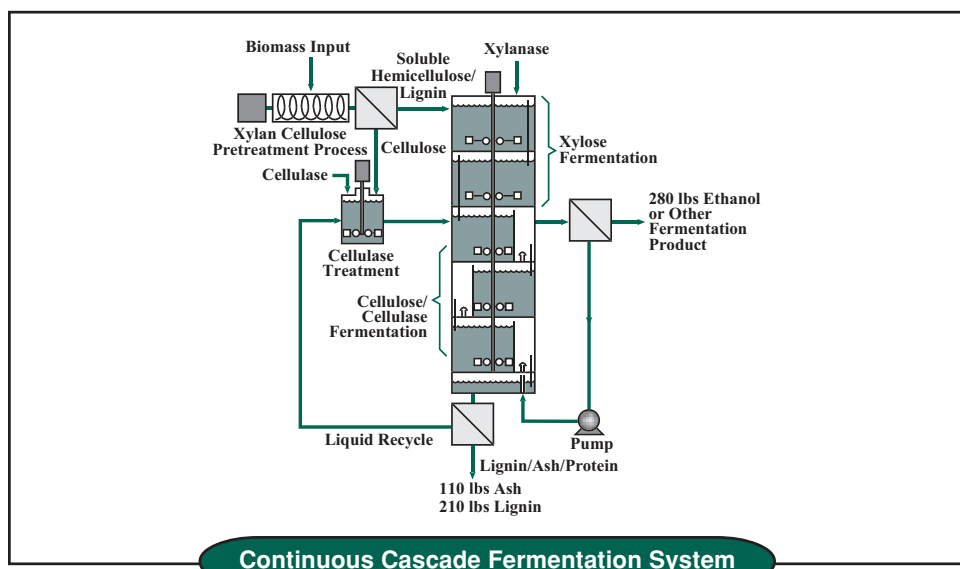 Biomass Input
Soluble
Hemicellulose/
Lignin
Xylanase
Xylan Cellulose
Pretreatment Process
Cellulose
Xylose
Fermentation
Cellulase
280 lbs Ethanol
or Other
Fermentation
Product
Cellulase
Treatment
Cellulose/
Cellulase
Fermentation
Liquid Recycle
Pump
Lignin/Ash/Protein
110 lbs Ash
210 lbs Lignin
Continuous Cascade Fermentation System